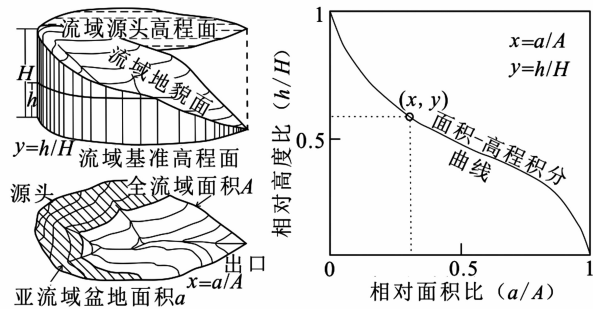 流域源头高程面
流域地貌面
H
h
y=h/H
流域基准高程面
源头
全流域面积A
出口
x=a/A
亚流域盆地面积a
1
x=a/A
y=h/H
(x, y)
面积-高程积分
曲线
0.5
相对高度比（h/H）
0
0.5
1
相对面积比（a/A）